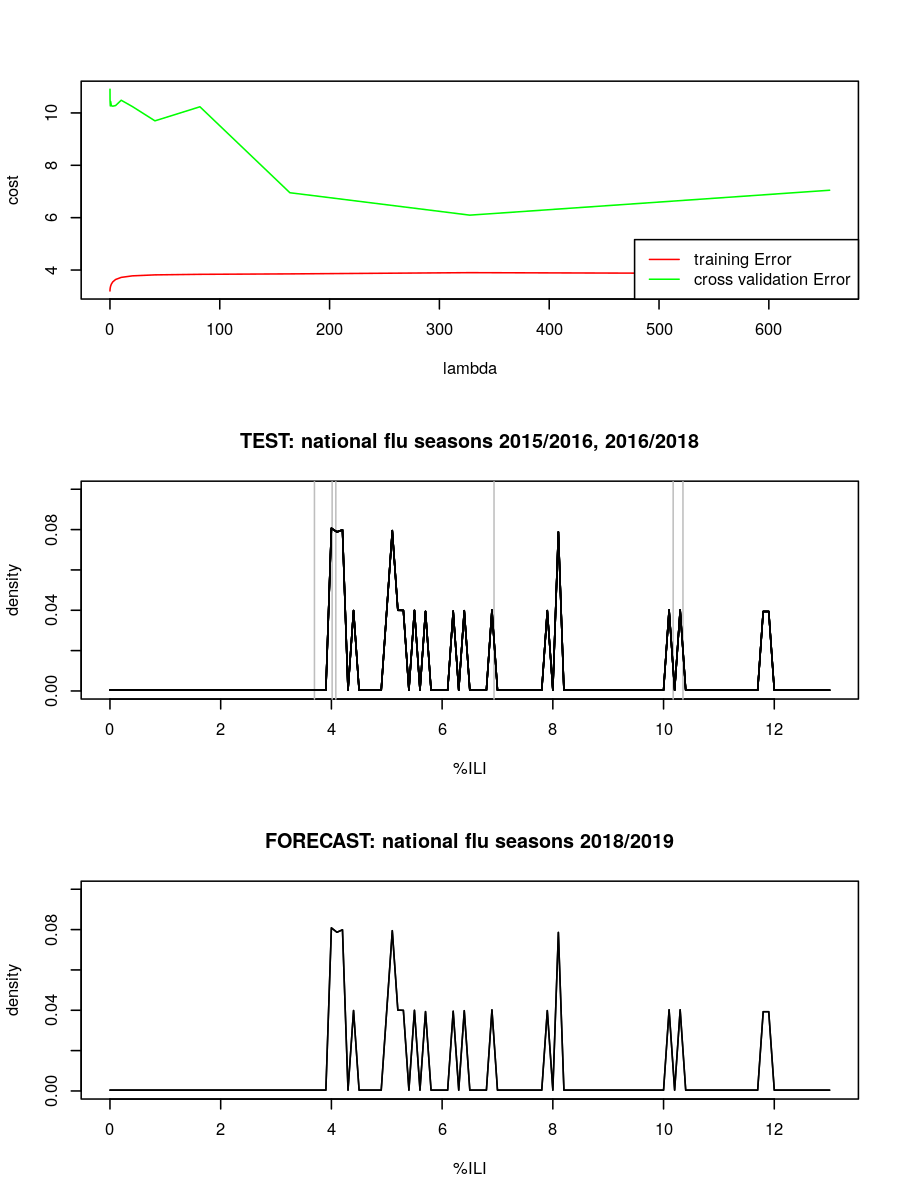 cost
10
8
6
4
training Error
cross validation Error
0 100 200 300 400 500 600
lambda
TEST: national flu seasons 2015/2016, 2016/2018
density
0.08
0.04
0.00
0 2 4 6 8 10 12
%ILI
FORECAST: national flu seasons 2018/2019
density
0.08
0.04
0.00
0 2 4 6 8 10 12
%ILI